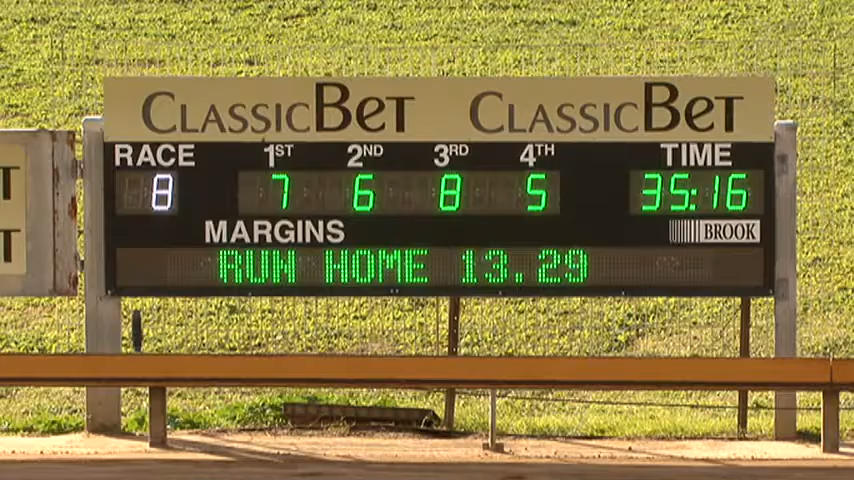 CLASSICBET CLASSICBET
RACE 1ST 2ND 3RD 4TH TIME
8 7 6 8 5 35:16
MARGINS BROOK
RUN HOME 13.29
T
T